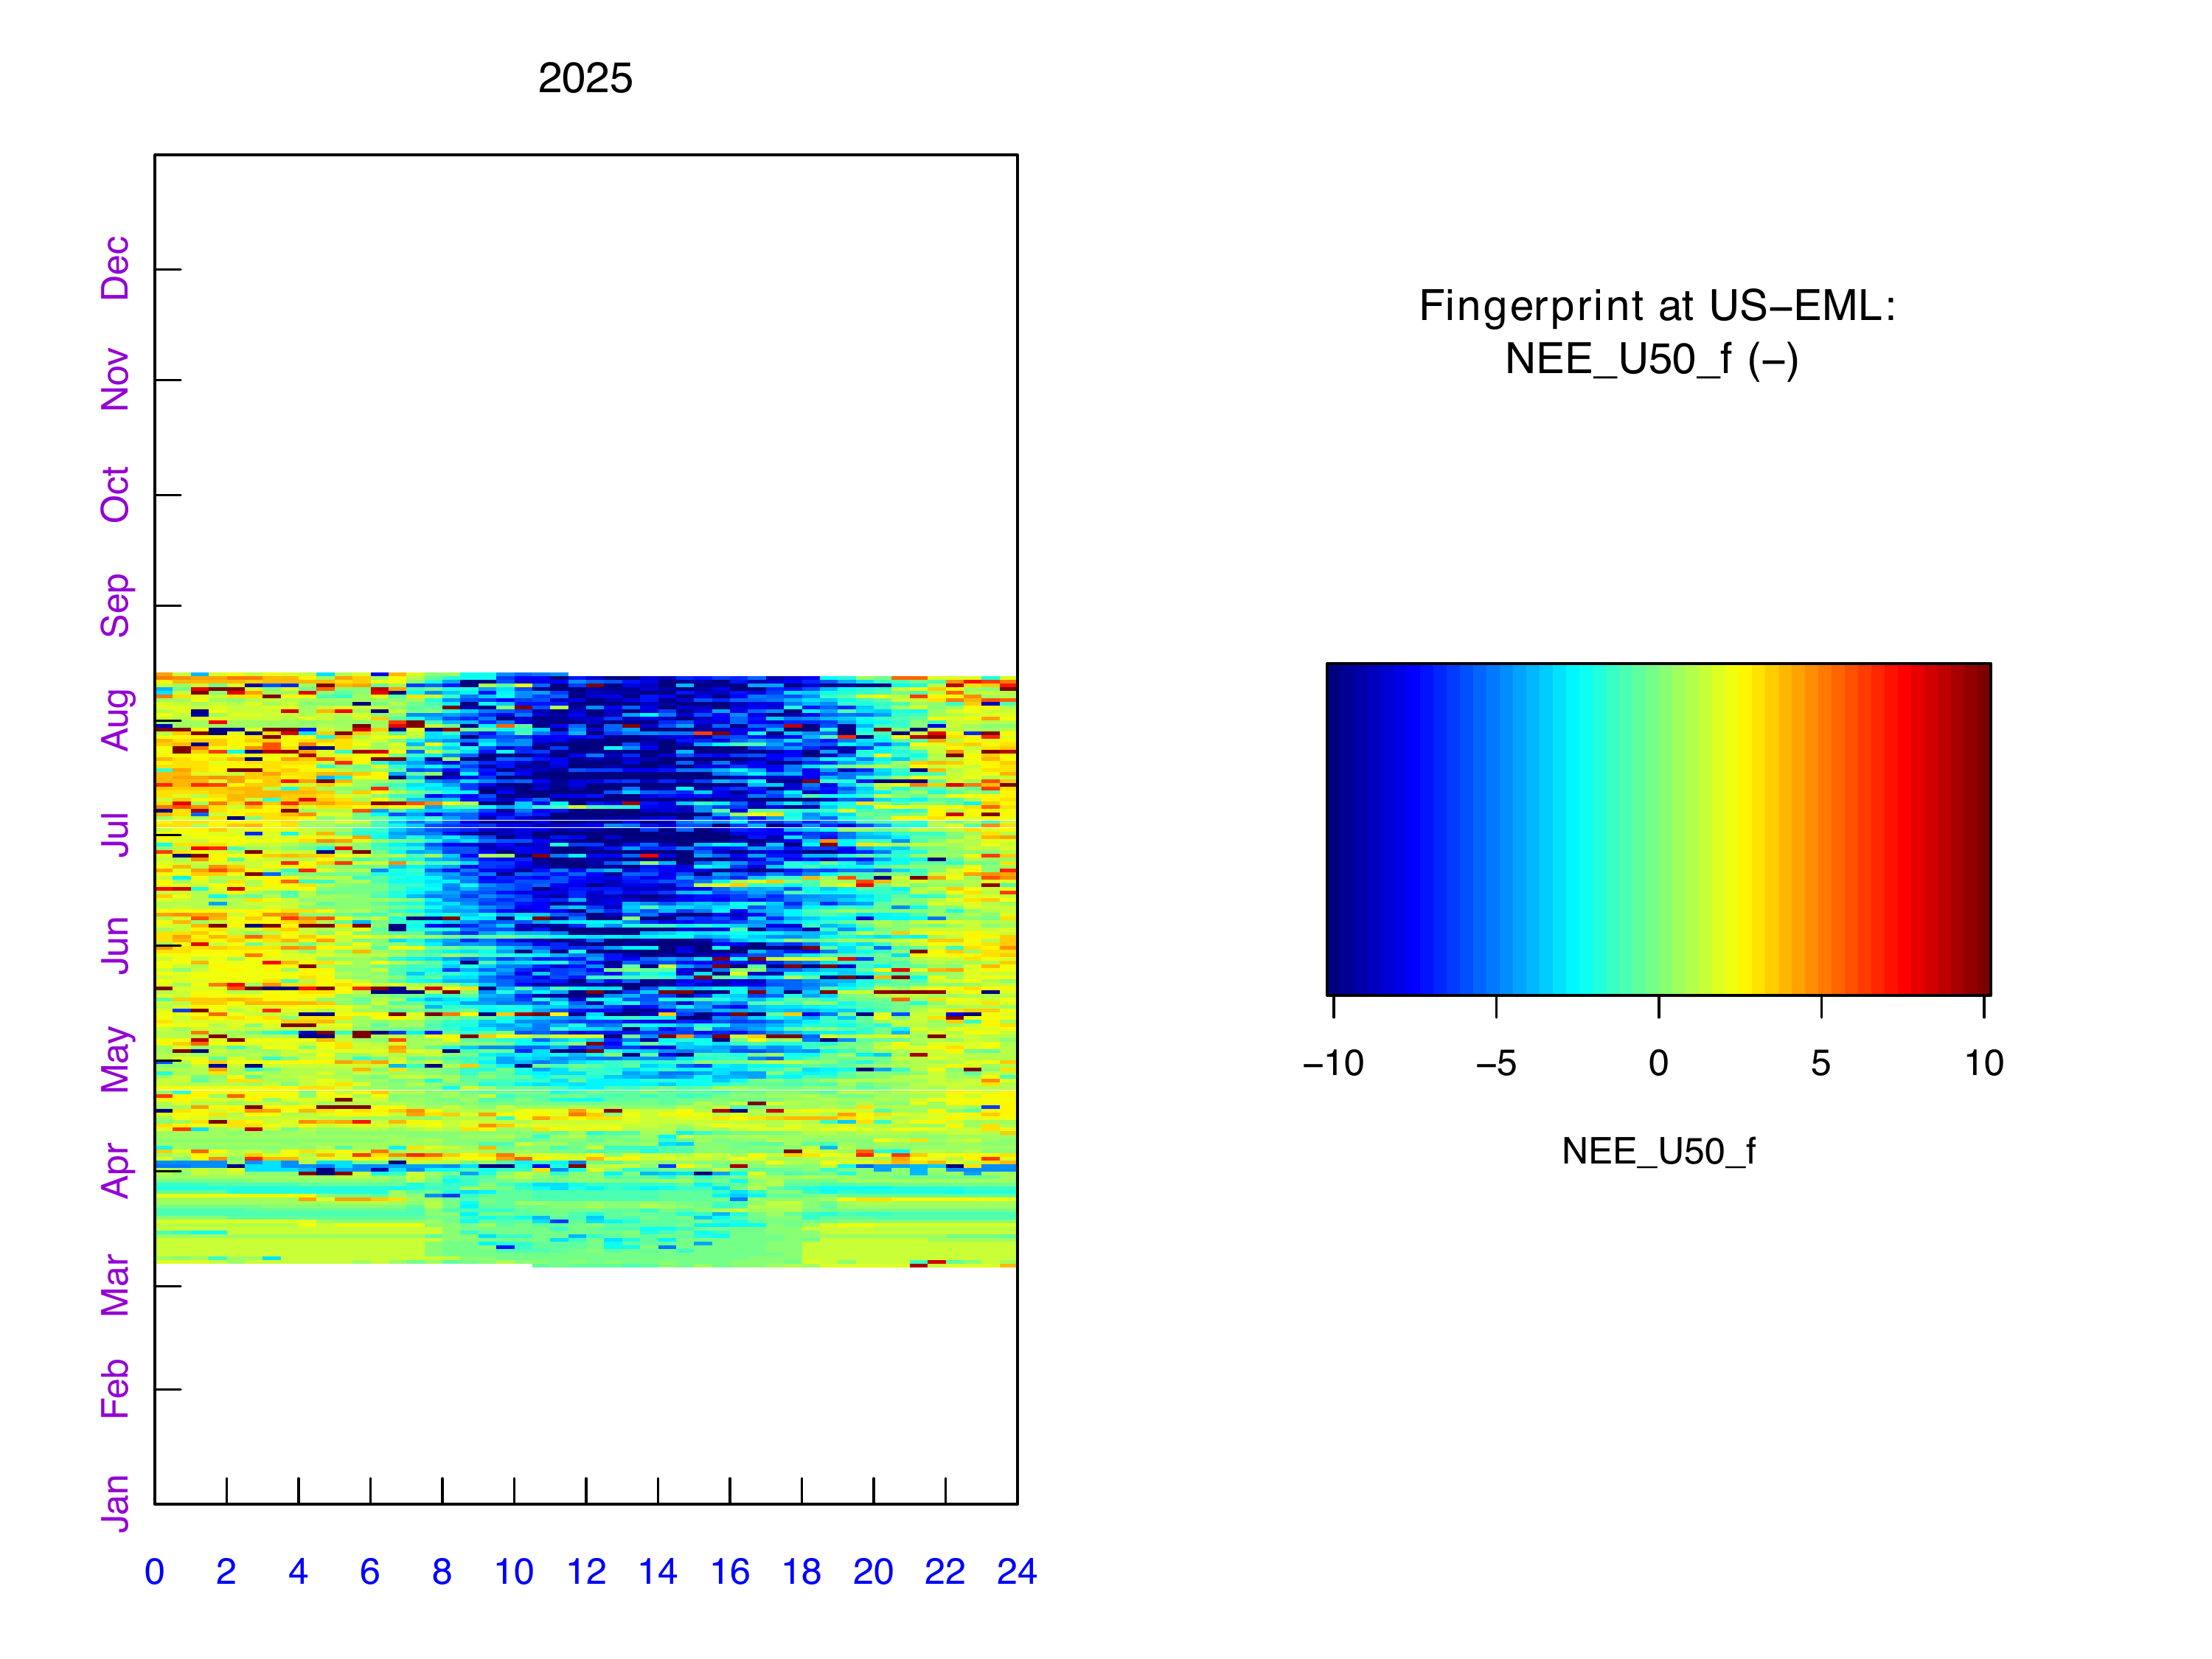 2025
Dec
Nov
Oct
Sep
Aug
Jul
Jun
May
Apr
Mar
Feb
Jan
0 2 4 6 8 10 12 14 16 18 20 22 24
Fingerprint at US−EML:
NEE_U50_f (−)
−10 −5 0 5 10
NEE_U50_f